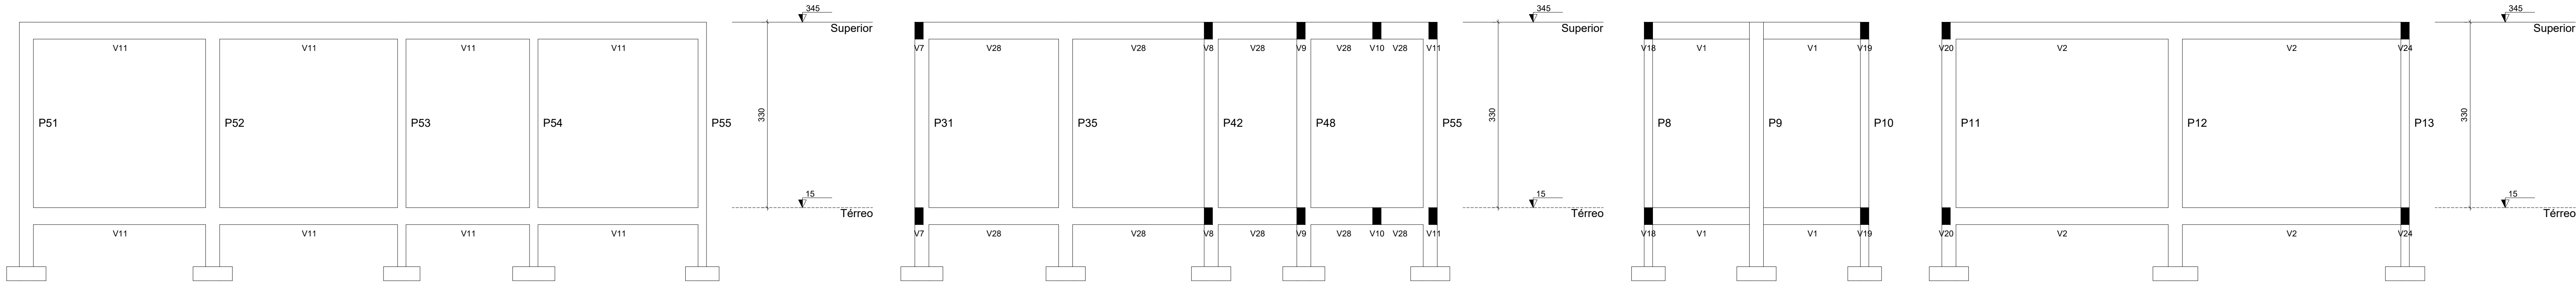 345
Superior
V11 V11 V11 V11
P51 P52 P53 P54 P55
330
15
Térreo
V11 V11 V11 V11
345
Superior
V7 V28 V28 V8 V28 V9 V28 V10 V28 V11
P31 P35 P42 P48 P55
330
15
Térreo
V7 V28 V28 V8 V28 V9 V28 V10 V28 V11
V18 V1 V1 V19
P8 P9 P10
V18 V1 V1 V19
345
Superior
V20 V2 V2 V24
P11 P12 P13
330
15
Térreo
V20 V2 V2 V24